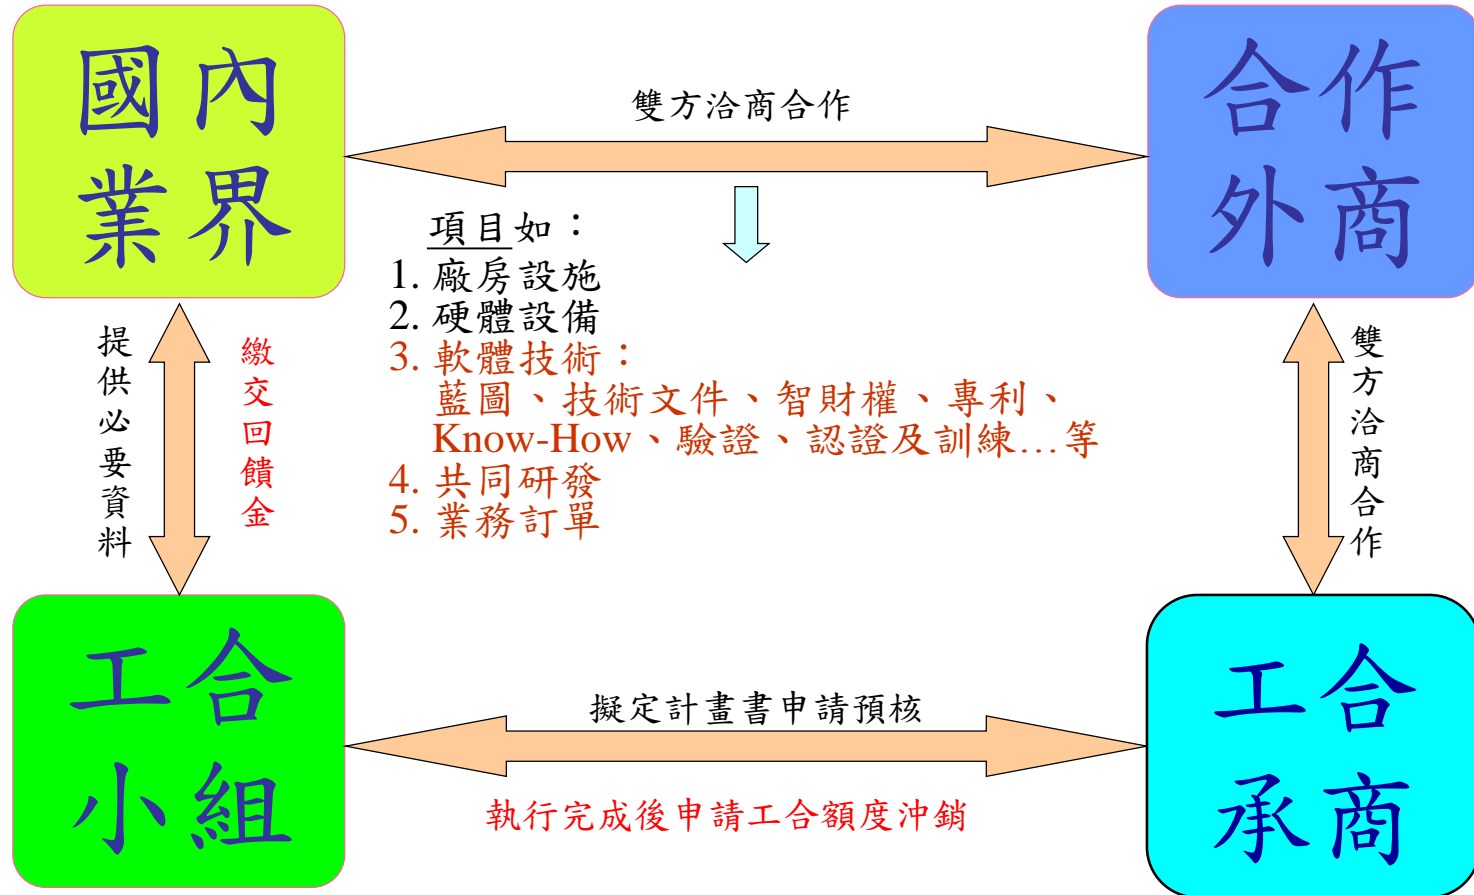 國內
業界
雙方洽商合作
合作
外商
項目如：
1. 廠房設施
2. 硬體設備
3. 軟體技術：
藍圖、技術文件、智財權、專利、
Know-How、驗證、認證及訓練…等
4. 共同研發
5. 業務訂單
提供必要資料
繳交回饋金
雙方洽商合作
工合
小組
擬定計畫書申請預核
執行完成後申請工合額度沖銷
工合
承商